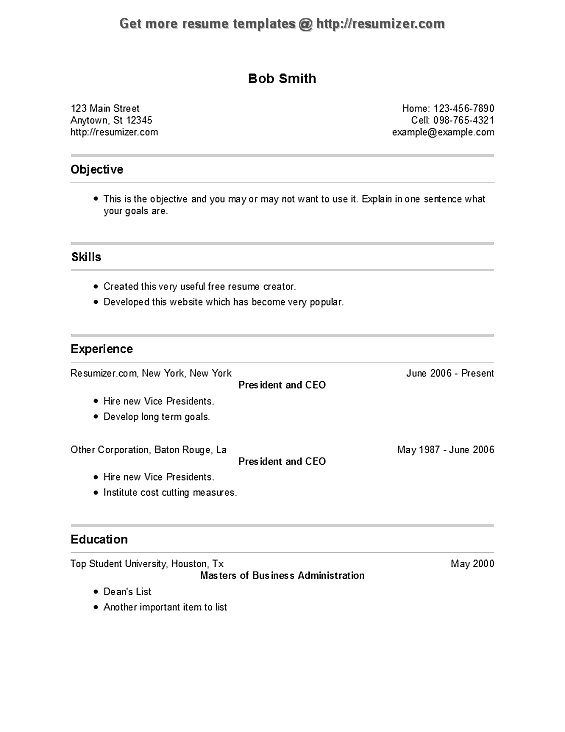 Get more resume templates @ http://resumizer.com
Bob Smith
123 Main Street
Home: 123-456-7890
Anytown, St 12345
Cell: 098-765-4321
http://resumizer.com
example@example.com
Objective
• This is the objective and you may or may not want to use it. Explain in one sentence what
your goals are.
Skills
• Created this very useful free resume creator.
• Developed this website which has become very popular.
Experience
Resumizer.com, New York, New York
June 2006 - Present
President and CEO
• Hire new Vice Presidents.
• Develop long term goals.
Other Corporation, Baton Rouge, La
May 1987 - June 2006
President and CEO
• Hire new Vice Presidents.
• Institute cost cutting measures.
Education
Top Student University, Houston, Tx
May 2000
Masters of Business Administration
• Dean's List
• Another important item to list